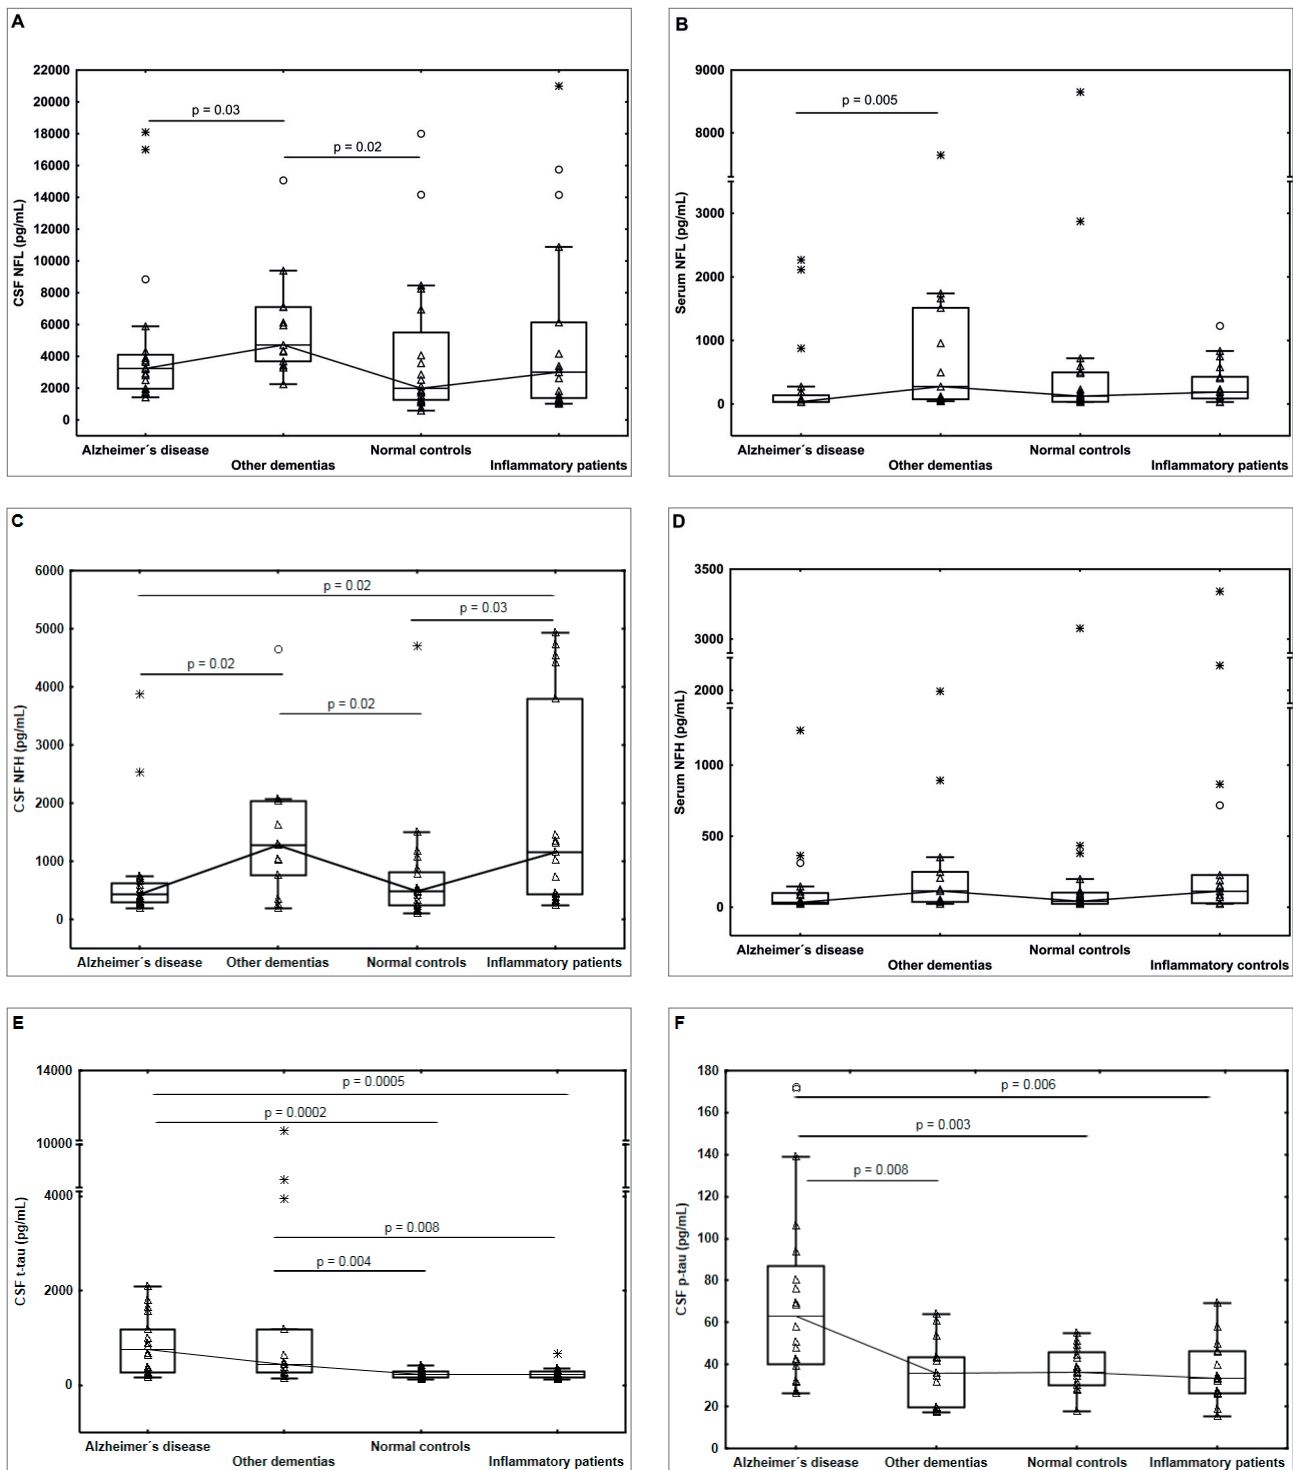 A
22000
20000
18000
16000
14000
12000
10000
8000
6000
4000
2000
0
CSF NFL (pg/mL)
p = 0.03
p = 0.02
Alzheimer´s disease
Other dementias
Normal controls
Inflammatory patients
B
9000
8000
3000
2000
1000
0
Serum NFL (pg/mL)
p = 0.005
Alzheimer´s disease
Other dementias
Normal controls
Inflammatory patients
C
6000
5000
4000
3000
2000
1000
0
CSF NFH (pg/mL)
p = 0.02
p = 0.03
p = 0.02
p = 0.02
Alzheimer´s disease
Other dementias
Normal controls
Inflammatory patients
D
3500
3000
2000
1000
500
0
Serum NFH (pg/mL)
Alzheimer´s disease
Other dementias
Normal controls
Inflammatory controls
E
14000
10000
4000
2000
0
CSF t-tau (pg/mL)
p = 0.0005
p = 0.0002
p = 0.008
p = 0.004
Alzheimer´s disease
Other dementias
Normal controls
Inflammatory patients
F
180
160
140
120
100
80
60
40
20
0
CSF p-tau (pg/mL)
p = 0.006
p = 0.003
p = 0.008
Alzheimer´s disease
Other dementias
Normal controls
Inflammatory patients